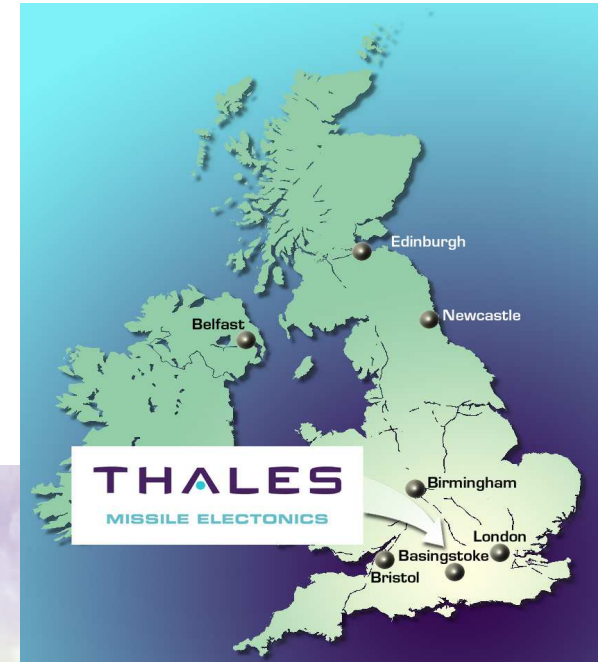 Edinburgh
Newcastle
Belfast
THALES
MISSILE ELECTONICS
Birmingham
London
Basingstoke
Bristol